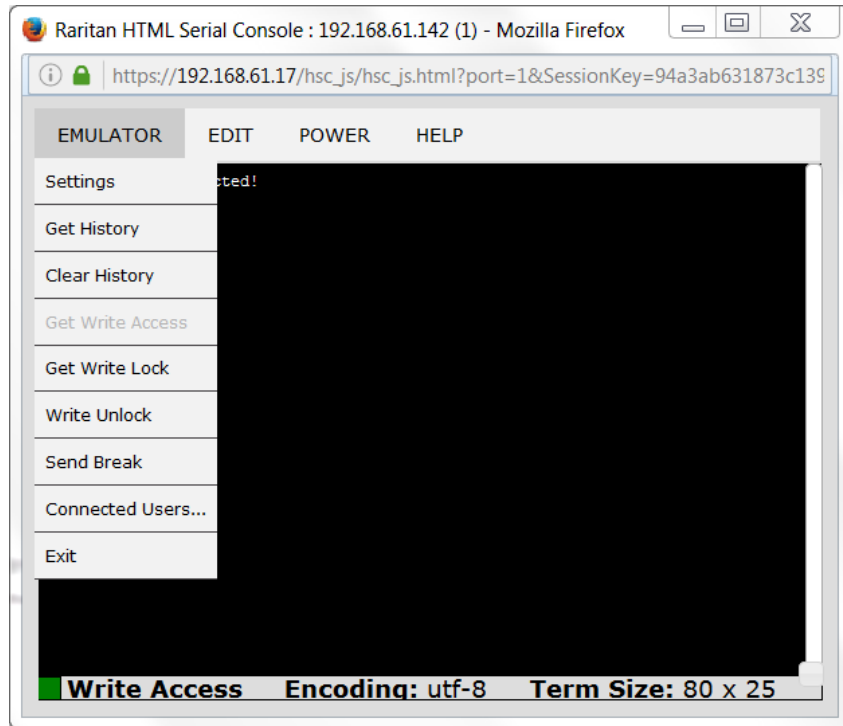 Raritan HTML Serial Console : 192.168.61.142 (1) - Mozilla Firefox
https://192.168.61.17/hsc_js/hsc_js.html?port=1&SessionKey=94a3ab631873c139
EMULATOR EDIT POWER HELP
Settings
cted!
Get History
Clear History
Get Write Access
Get Write Lock
Write Unlock
Send Break
Connected Users...
Exit
Write Access Encoding: utf-8 Term Size: 80 x 25